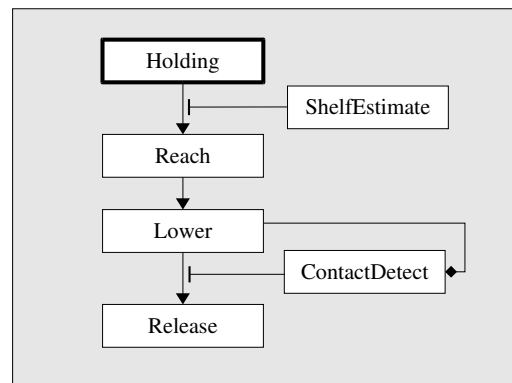 Holding
ShelfEstimate
Reach
Lower
ContactDetect
Release